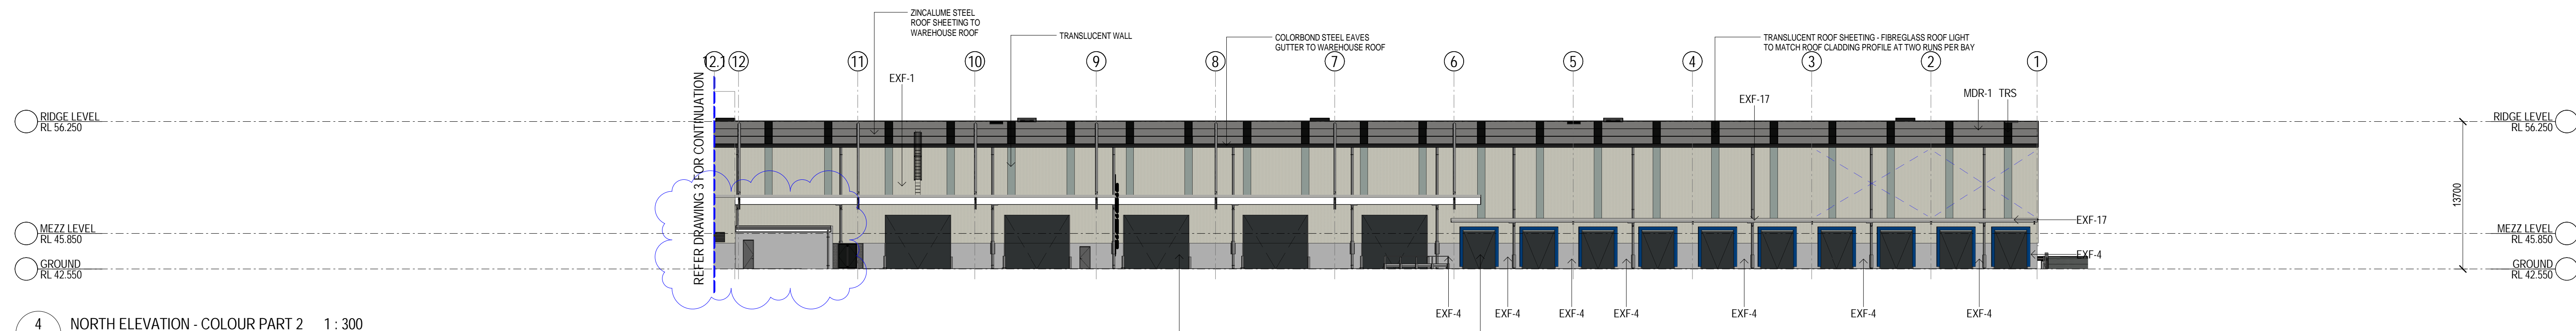 ZINCALUME STEEL
ROOF SHEETING TO
WAREHOUSE ROOF
TRANSLUCENT WALL
COLORBOND STEEL EAVES
GUTTER TO WAREHOUSE ROOF
TRANSLUCENT ROOF SHEETING - FIBREGLASS ROOF LIGHT
TO MATCH ROOF CLADDING PROFILE AT TWO RUNS PER BAY
12.1 12 11 10 9 8 7 6 5 4 3 2 1
EXF-1
EXF-17
MDR-1 TRS
REFER DRAWING 3 FOR CONTINUATION
RIDGE LEVEL
RL 56.250
RIDGE LEVEL
RL 56.250
13700
EXF-17
MEZZ LEVEL
RL 45.850
MEZZ LEVEL
RL 45.850
EXF-4
GROUND
RL 42.550
GROUND
RL 42.550
EXF-4 EXF-4 EXF-4 EXF-4 EXF-4 EXF-4 EXF-4
4 NORTH ELEVATION - COLOUR PART 2 1 : 300